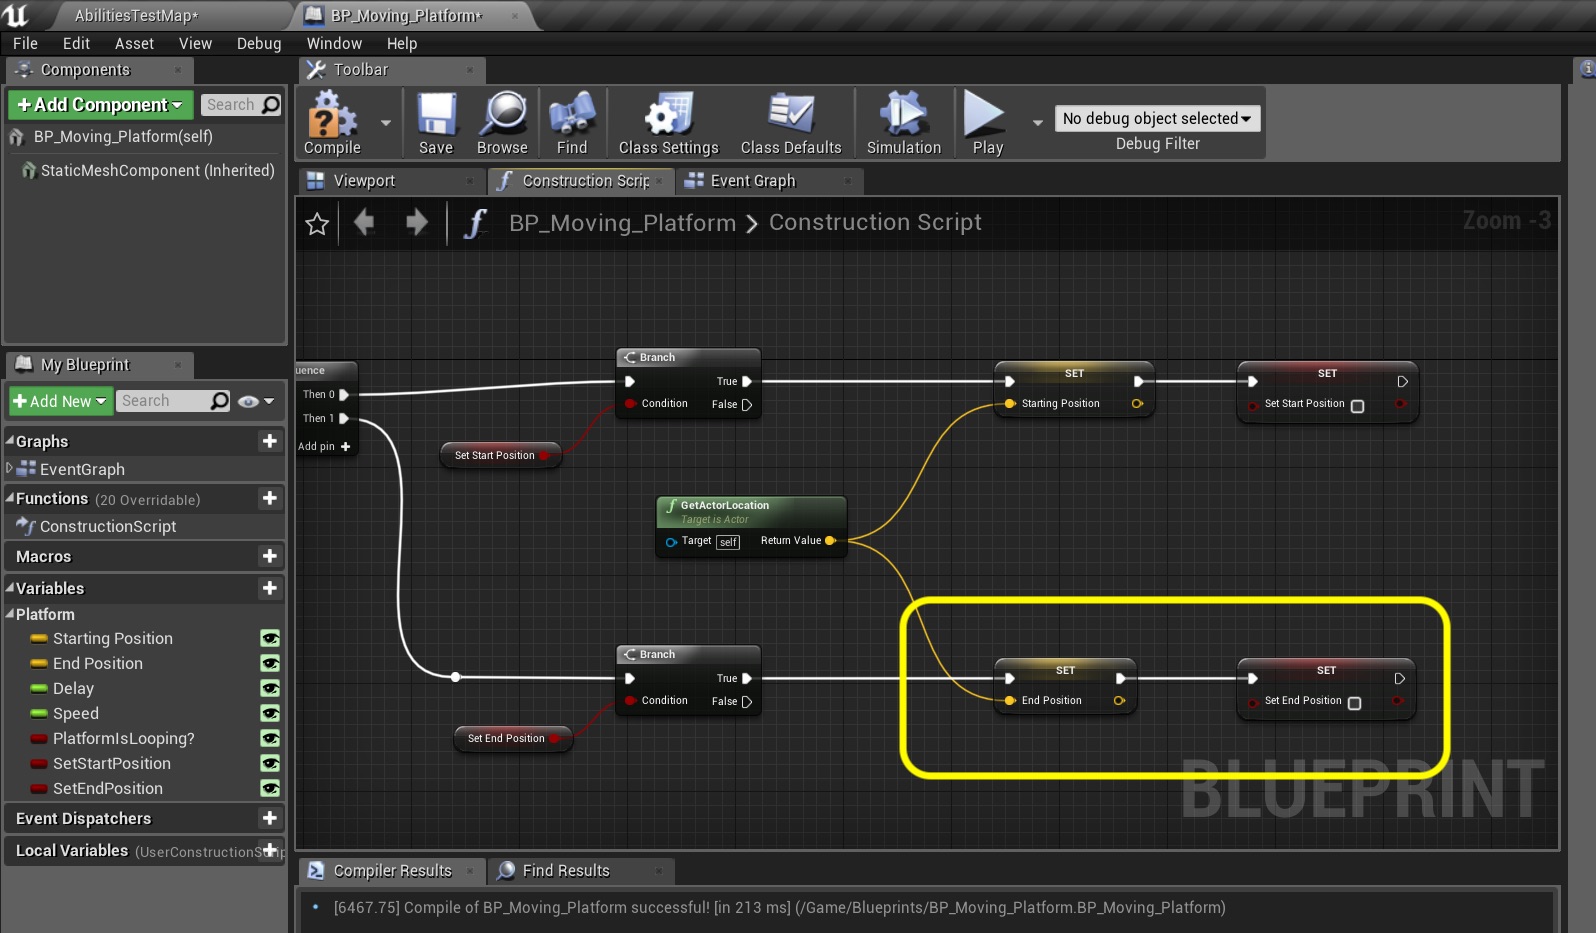 AbilitiesTestMap*
BP_Moving_Platform*
File Edit Asset View Debug Window Help
Components
Toolbar
+Add Component
Search
BP_Moving_Platform(self)
StaticMeshComponent (Inherited)
Compile
Save
Browse
Find
Class Settings
Class Defaults
Simulation
Play
No debug object selected
Debug Filter
Viewport
Construction Scrip
Event Graph
BP_Moving_Platform > Construction Script
Zoom -3
My Blueprint
+Add New
Search
Graphs
EventGraph
Functions (20 Overridable)
ConstructionScript
Macros
Variables
Platform
Starting Position
End Position
Delay
Speed
PlatformIsLooping?
SetStartPosition
SetEndPosition
Event Dispatchers
Local Variables (UserConstructionScrip
uence
Then 0
Then 1
Add pin +
Branch
True
Condition
False
Set Start Position
SET
Starting Position
SET
Set Start Position
GetActorLocation
Target is Actor
Target self
Return Value
Branch
True
Condition
False
Set End Position
SET
End Position
SET
Set End Position
BLUEPRINT
Compiler Results
Find Results
[6467.75] Compile of BP_Moving_Platform successful! [in 213 ms] (/Game/Blueprints/BP_Moving_Platform.BP_Moving_Platform)